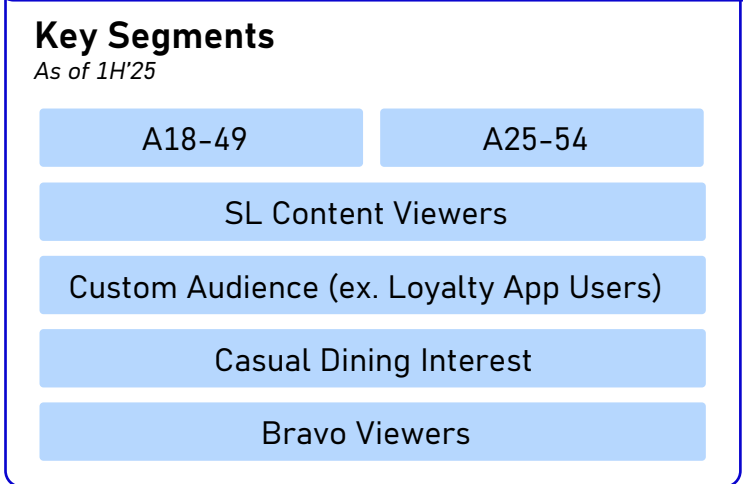 Key Segments
As of 1H'25
A18-49
A25-54
SL Content Viewers
Custom Audience (ex. Loyalty App Users)
Casual Dining Interest
Bravo Viewers